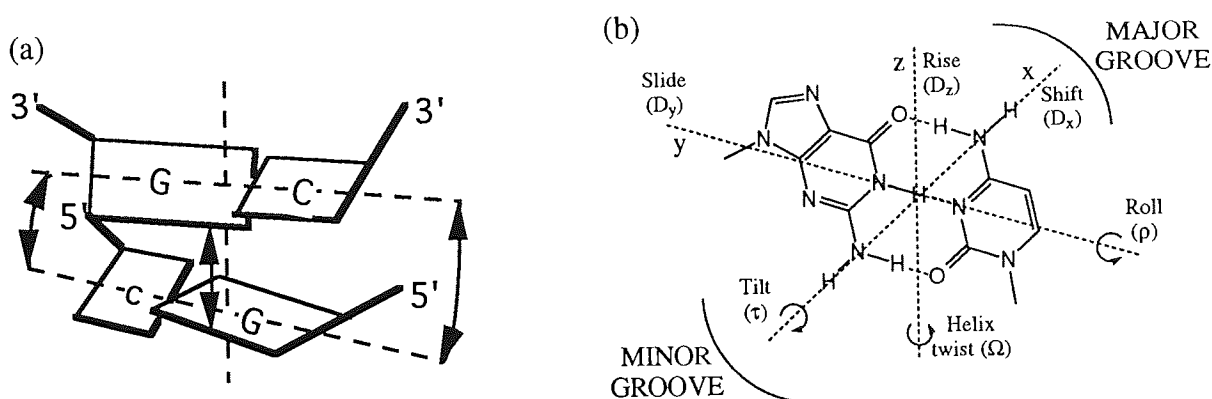 (a)
3'
3'
G
C
5'
c
G
5'
(b)
MAJOR
GROOVE
Slide
(Dy)
z
Rise
(Dz)
x
Shift
(Dx)
y
N
N
O
H
N
H
H
N
N
H
N
N
H
H
O
N
Roll
(ρ)
Tilt
(τ)
Helix
twist (Ω)
MINOR
GROOVE